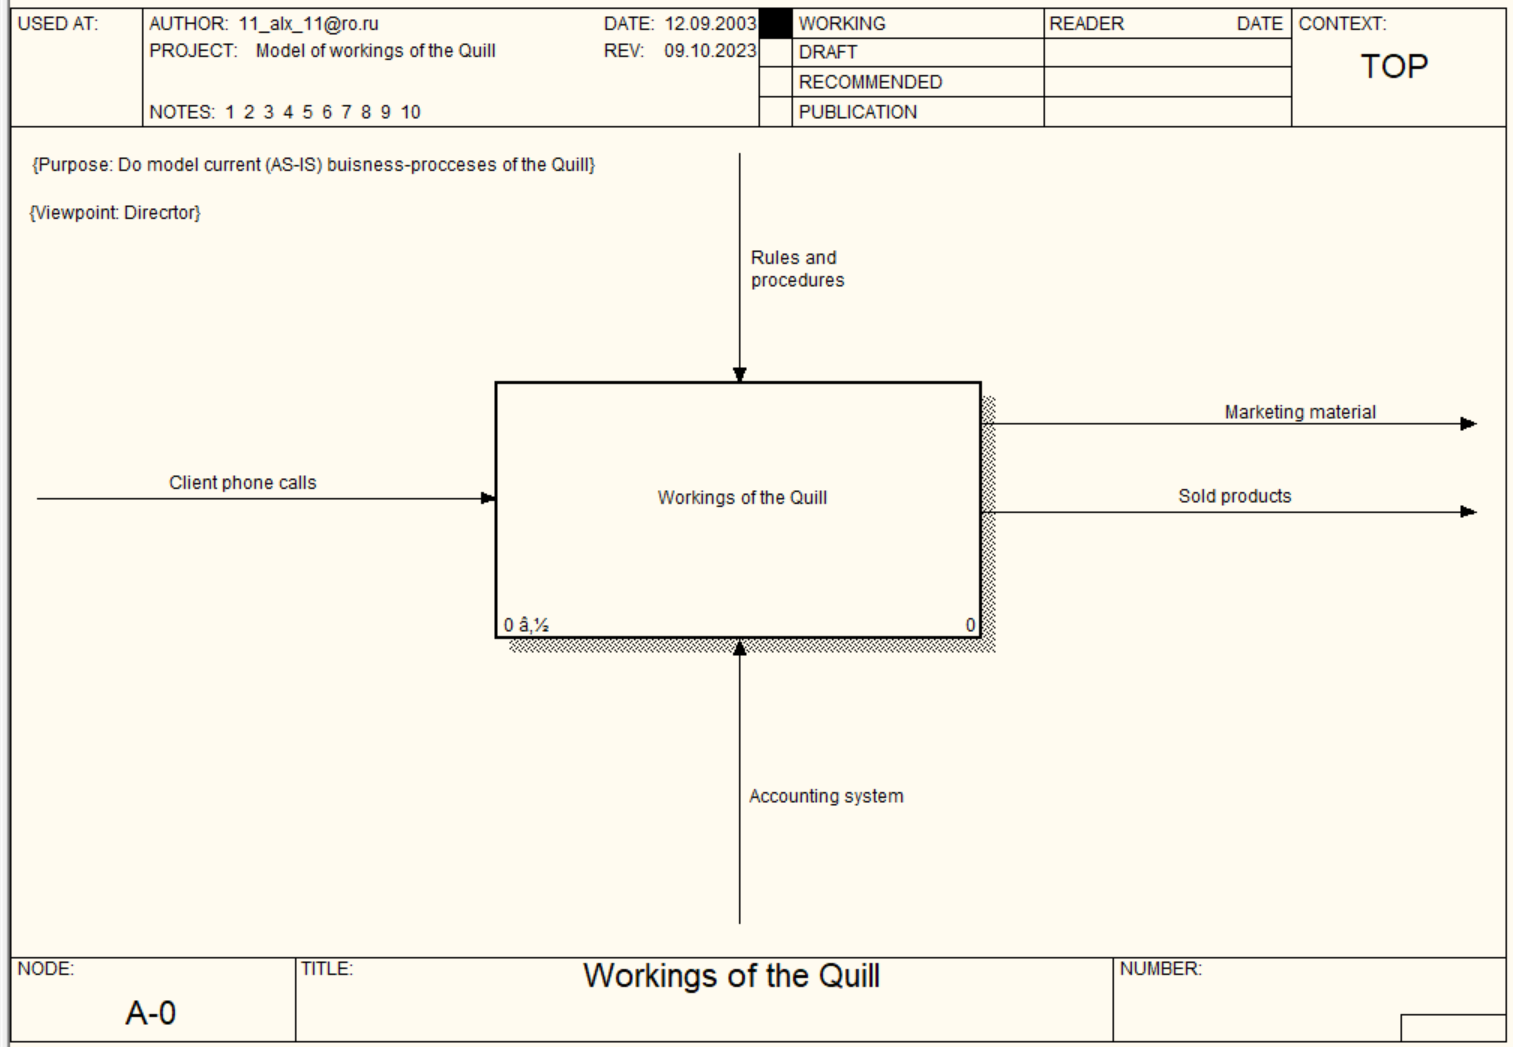 USED AT:
AUTHOR: 11_alx_11@ro.ru
DATE: 12.09.2003
WORKING
READER
DATE
CONTEXT:
PROJECT: Model of workings of the Quill
REV: 09.10.2023
DRAFT
TOP
RECOMMENDED
NOTES: 1 2 3 4 5 6 7 8 9 10
PUBLICATION
{Purpose: Do model current (AS-IS) buisness-procceses of the Quill}
{Viewpoint: Direcrtor}
Rules and
procedures
Marketing material
Client phone calls
Sold products
Workings of the Quill
0 â‚½
0
Accounting system
NODE:
TITLE:
Workings of the Quill
NUMBER:
A-0